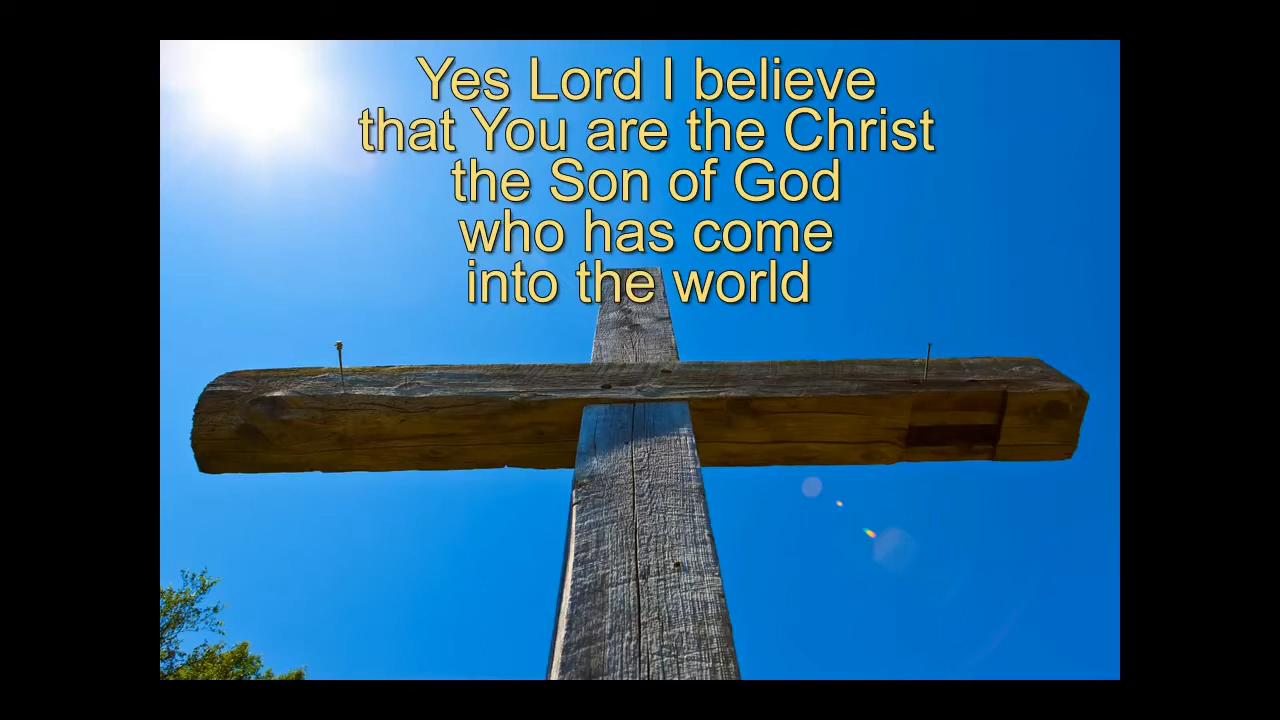 Yes Lord I believe
that You are the Christ
the Son of God
who has come
into the world